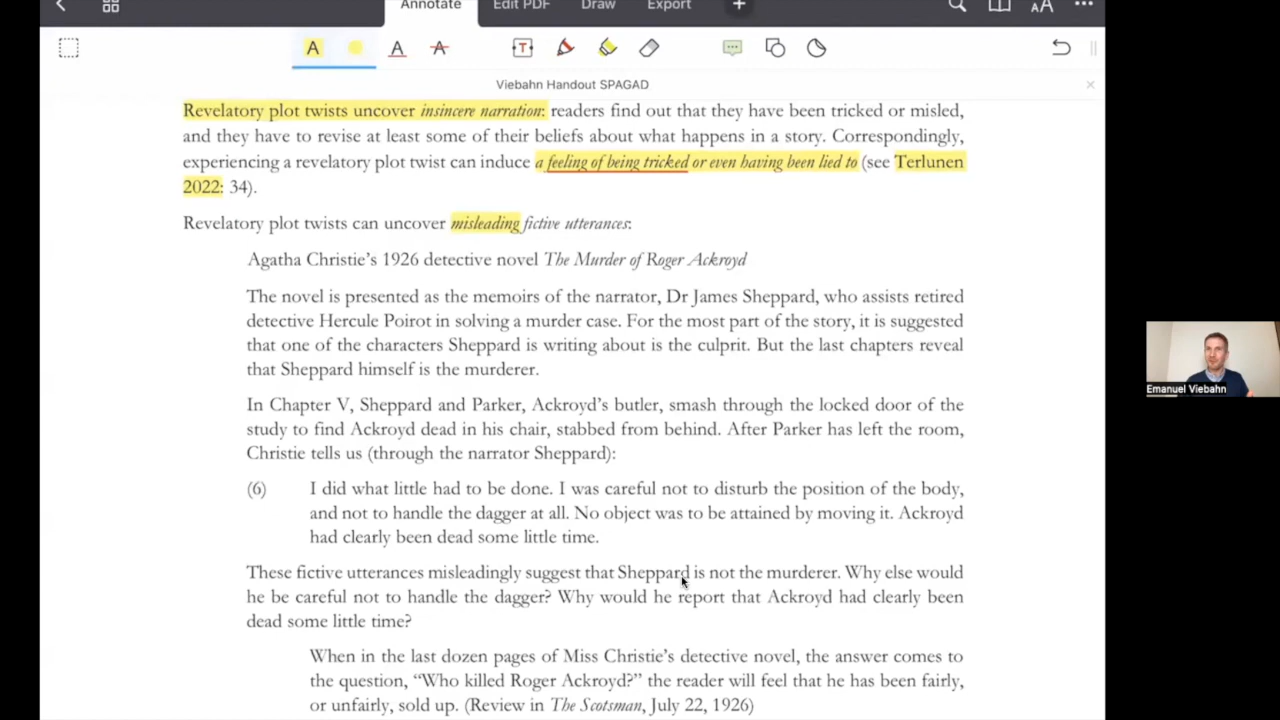 Annotate Edit PDF Draw Export +
Viebahn Handout SPAGAD
Revelatory plot twists uncover insincere narration: readers find out that they have been tricked or misled,
and they have to revise at least some of their beliefs about what happens in a story. Correspondingly,
experiencing a revelatory plot twist can induce a feeling of being tricked or even having been lied to (see Terlunen
2022: 34).
Revelatory plot twists can uncover misleading fictive utterances:
Agatha Christie's 1926 detective novel The Murder of Roger Ackroyd
The novel is presented as the memoirs of the narrator, Dr James Sheppard, who assists retired
detective Hercule Poirot in solving a murder case. For the most part of the story, it is suggested
that one of the characters Sheppard is writing about is the culprit. But the last chapters reveal
that Sheppard himself is the murderer.
In Chapter V, Sheppard and Parker, Ackroyd's butler, smash through the locked door of the
study to find Ackroyd dead in his chair, stabbed from behind. After Parker has left the room,
Christie tells us (through the narrator Sheppard):
(6) I did what little had to be done. I was careful not to disturb the position of the body,
and not to handle the dagger at all. No object was to be attained by moving it. Ackroyd
had clearly been dead some little time.
These fictive utterances misleadingly suggest that Sheppard is not the murderer. Why else would
he be careful not to handle the dagger? Why would he report that Ackroyd had clearly been
dead some little time?
When in the last dozen pages of Miss Christie's detective novel, the answer comes to
the question, "Who killed Roger Ackroyd?" the reader will feel that he has been fairly,
or unfairly, sold up. (Review in The Scotsman, July 22, 1926)
Emanuel Viebahn